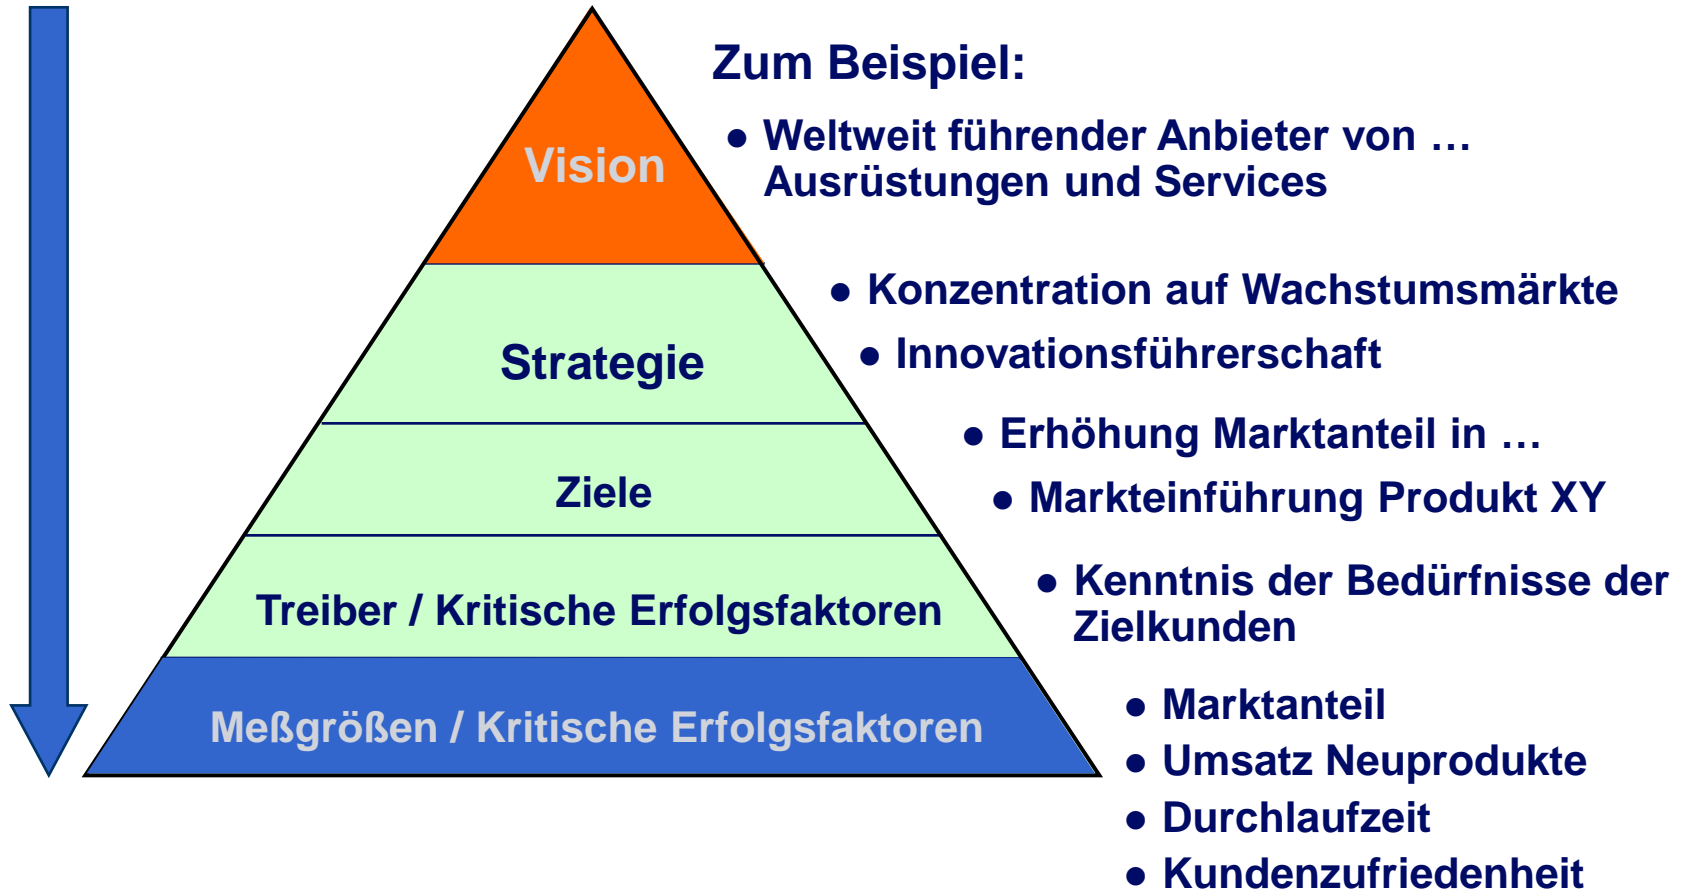 Zum Beispiel:
Vision
● Weltweit führender Anbieter von …
Ausrüstungen und Services
Strategie
● Konzentration auf Wachstumsmärkte
● Innovationsführerschaft
Ziele
● Erhöhung Marktanteil in …
● Markteinführung Produkt XY
Treiber / Kritische Erfolgsfaktoren
● Kenntnis der Bedürfnisse der
Zielkunden
Meßgrößen / Kritische Erfolgsfaktoren
● Marktanteil
● Umsatz Neuprodukte
● Durchlaufzeit
● Kundenzufriedenheit